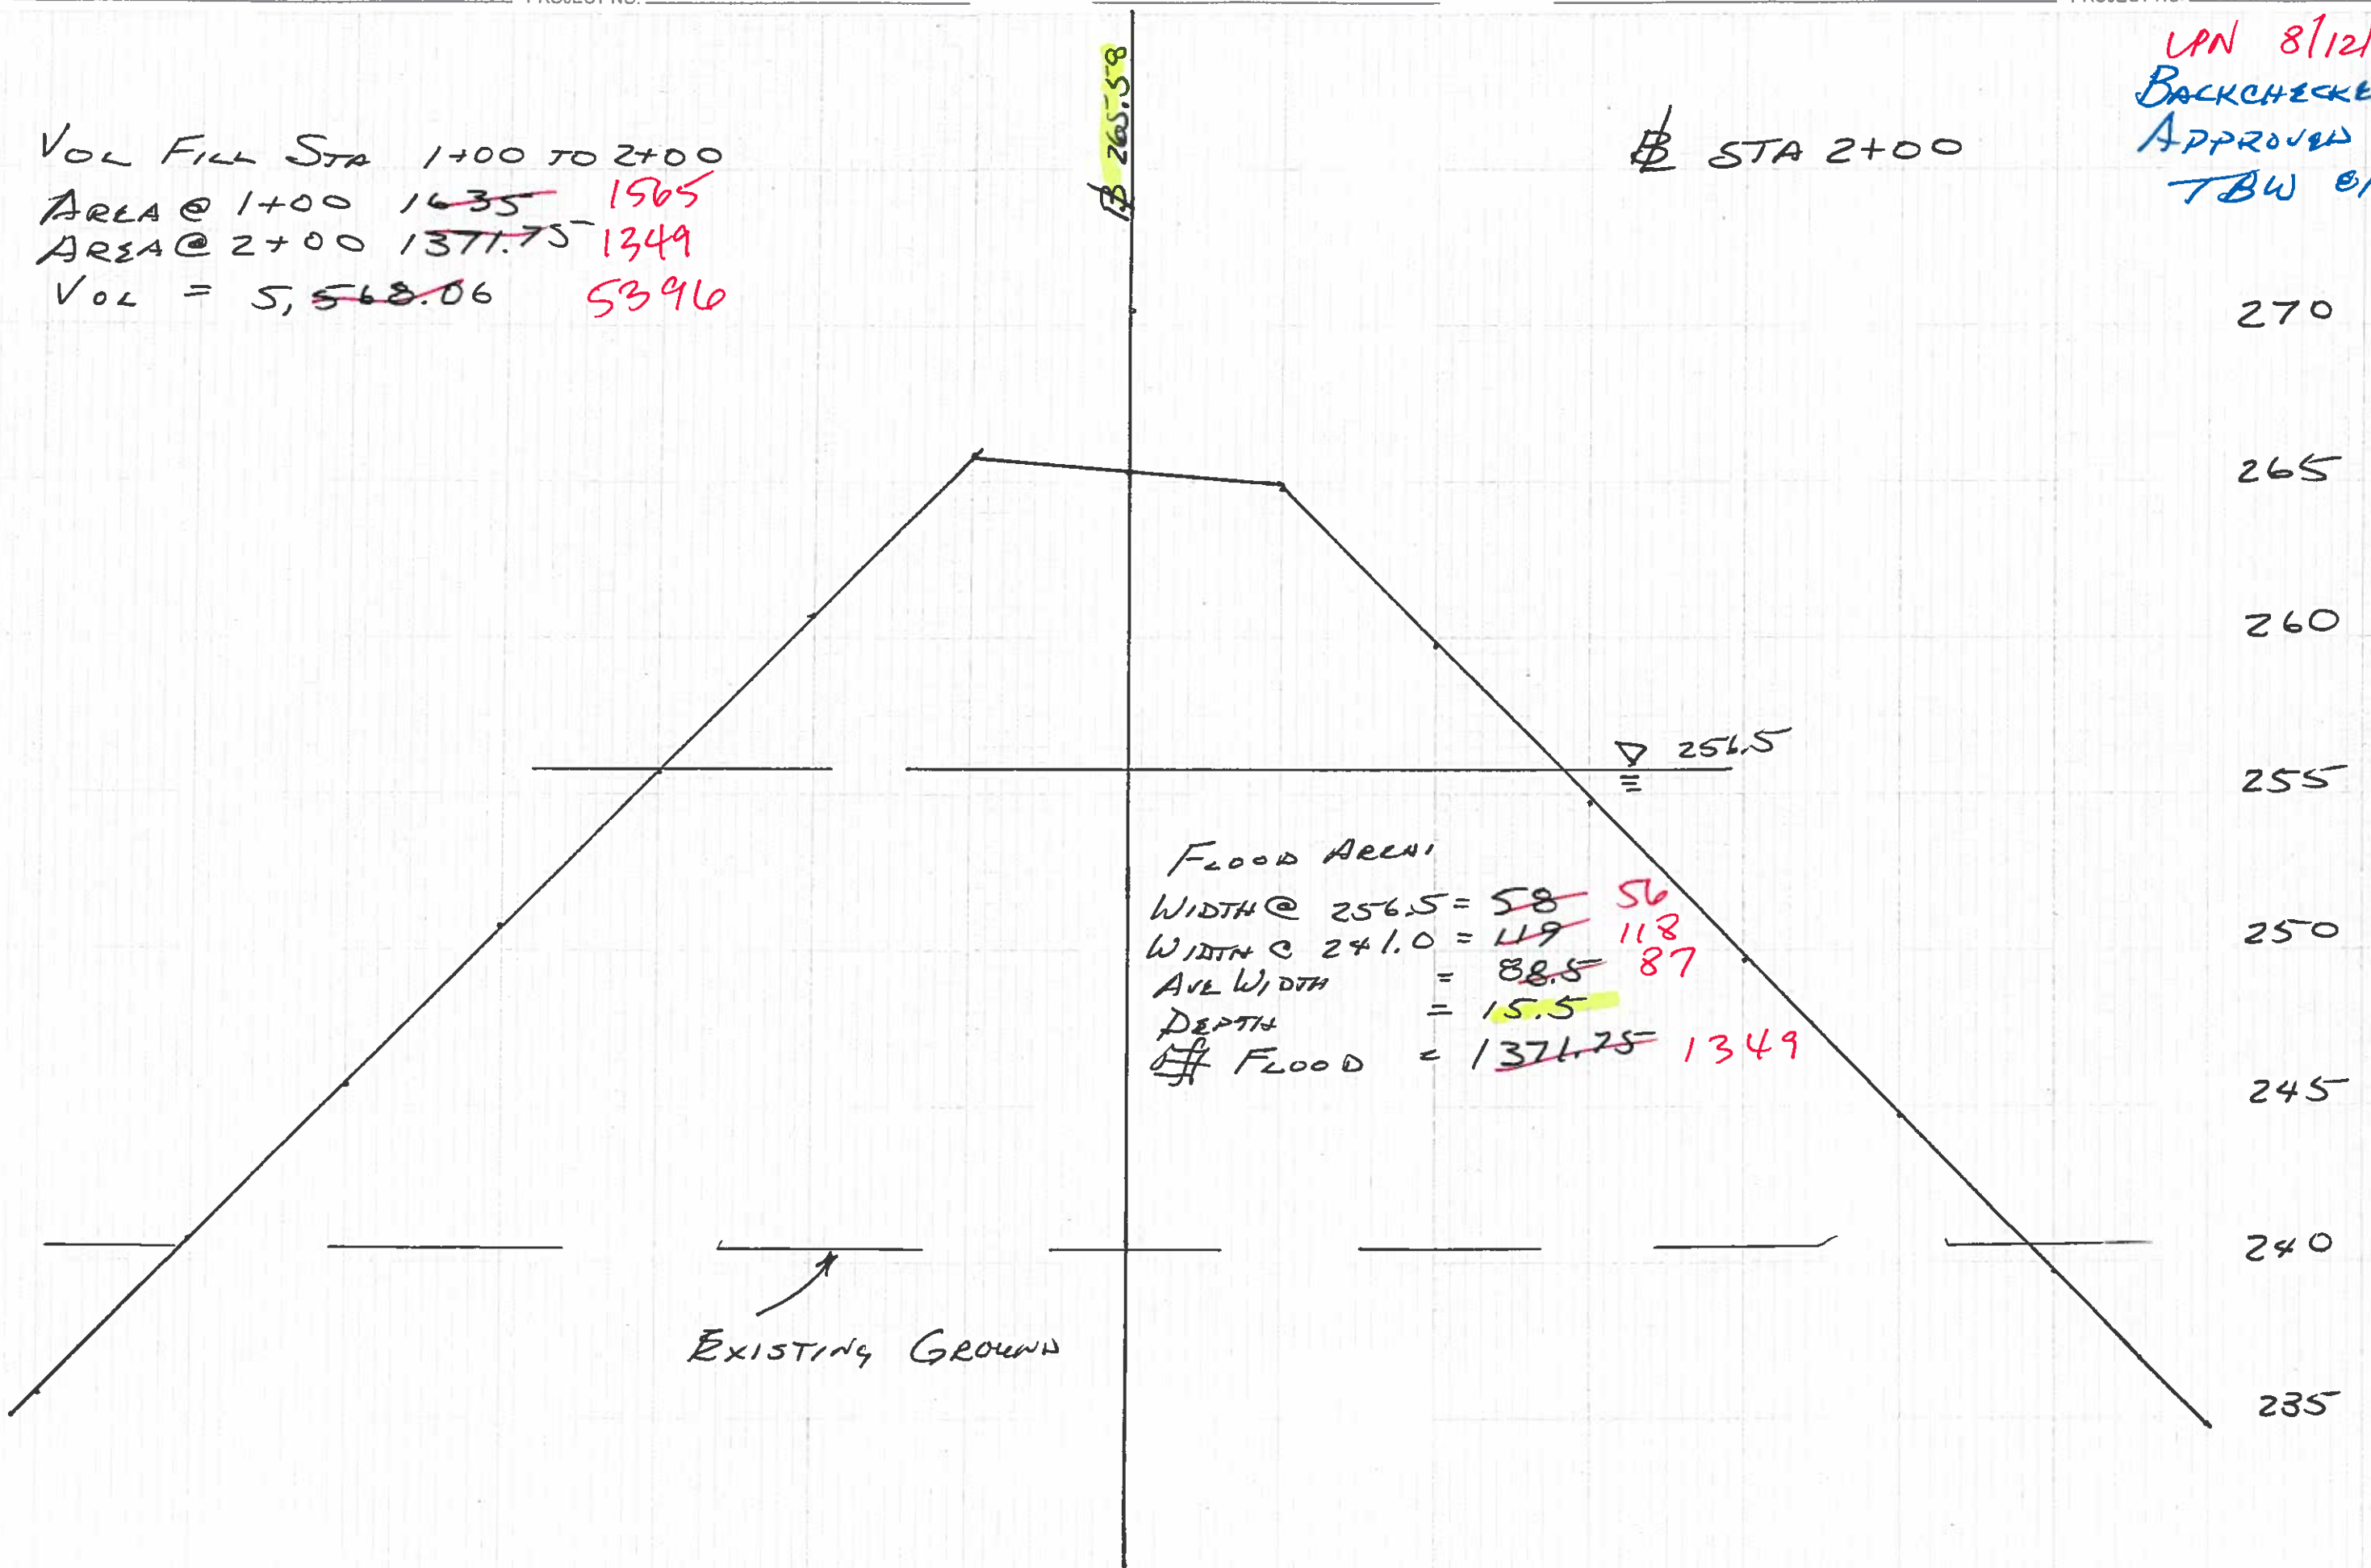 PROJECT NO.
LPN 8/12/
BACKCHECKE
APPROVED
TBW 8/
VOL FILL STA 1+00 TO 2+00
AREA @ 1+00 1635 1565
AREA @ 2+00 1371.75 1349
VOL = 5,568.06 5396
265.58
STA 2+00
270
265
260
256.5
255
FLOOD AREA:
WIDTH @ 256.5 = 58 56
WIDTH @ 241.0 = 119 118
AVE WIDTH = 88.5 87
DEPTH = 15.5
FLOOD = 1371.75 1349
250
245
240
EXISTING GROUND
235